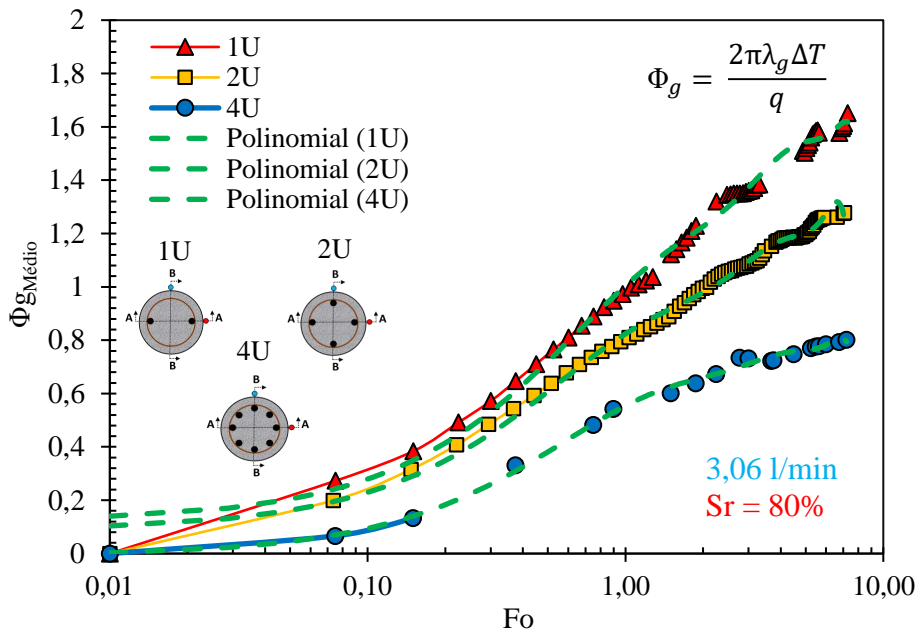 2
1,8
1,6
1,4
1,2
1
0,8
0,6
0,4
0,2
0
Φg_Médio
1U
2U
4U
Polinomial (1U)
Polinomial (2U)
Polinomial (4U)
Φ_g = 2πλ_gΔT / q
1U
B
A A
B
2U
B
A A
B
4U
B
A A
B
3,06 l/min
Sr = 80%
0,01 0,10 1,00 10,00
Fo